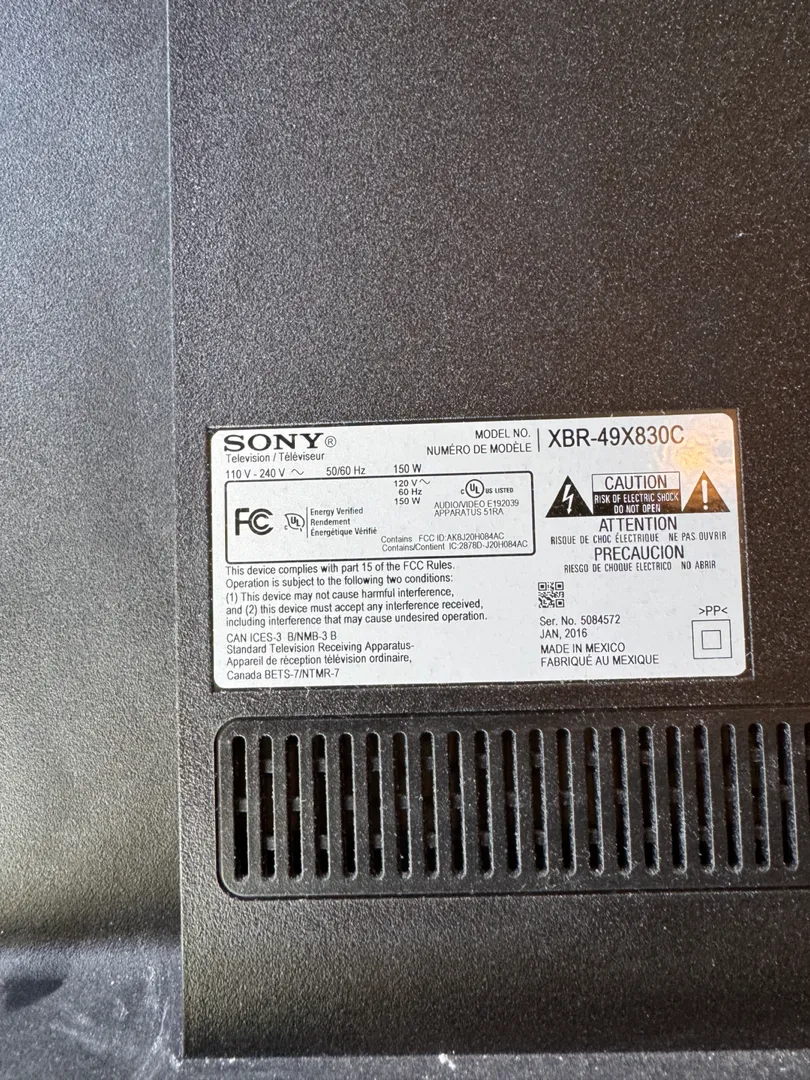 SONY®
Television / Téléviseur
MODEL NO.
NUMÉRO DE MODÈLE
XBR-49X830C
110 V - 240 V ~ 50/60 Hz 150 W
120 V ~
60 Hz
150 W
FC
UL
Energy Verified
Rendement
Énergétique Vérifié
c UL US LISTED
AUDIO/VIDEO E192039
APPARATUS 51RA
Contains FCC ID:AK8J20H084AC
Contains/Contient IC:2878D-J20H084AC
CAUTION
RISK OF ELECTRIC SHOCK
DO NOT OPEN
ATTENTION
RISQUE DE CHOC ÉLECTRIQUE NE PAS OUVRIR
PRECAUCION
RIESGO DE CHOQUE ELECTRICO NO ABRIR
This device complies with part 15 of the FCC Rules.
Operation is subject to the following two conditions:
(1) This device may not cause harmful interference,
and (2) this device must accept any interference received,
including interference that may cause undesired operation.
CAN ICES-3 B/NMB-3 B
Standard Television Receiving Apparatus-
Appareil de réception télévision ordinaire,
Canada BETS-7/NTMR-7
Ser. No. 5084572
JAN, 2016
MADE IN MEXICO
FABRIQUÉ AU MEXIQUE
>PP<